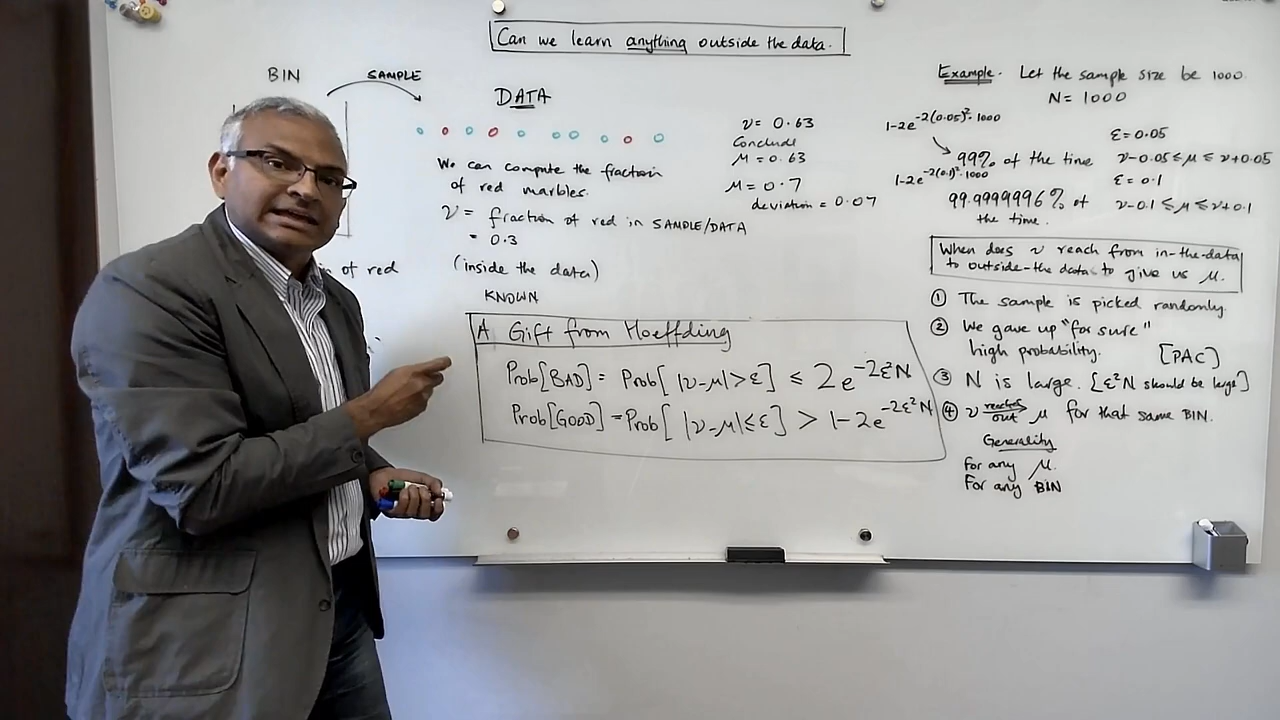 Can we learn anything outside the data.
BIN
SAMPLE
DATA
We can compute the fraction
of red marbles.
ν = fraction of red in SAMPLE/DATA
= 0.3
of red
(inside the data)
KNOWN
ν = 0.63
Conclude
μ = 0.63
μ = 0.7
deviation = 0.07
A Gift from Hoeffding
Prob[BAD] = Prob[ |ν-μ|>ε] ≤ 2e^{-2ε²N}
Prob[GOOD] = Prob[ |ν-μ|≤ε] > 1-2e^{-2ε²N}
Example. Let the sample size be 1000.
N = 1000
1-2e^{-2(0.05)²·1000}
ε = 0.05
99% of the time
ν-0.05 ≤ μ ≤ ν+0.05
1-2e^{-2(0.1)²·1000}
ε = 0.1
99.9999996% of
ν-0.1 ≤ μ ≤ ν+0.1
the time.
When does ν reach from in-the-data
to outside-the data to give us μ.
① The sample is picked randomly.
② We gave up "for sure"
high probability. [PAC]
③ N is large. [ε²N should be large]
④ ν reaches out μ for that same BIN.
Generality
For any μ.
For any BIN